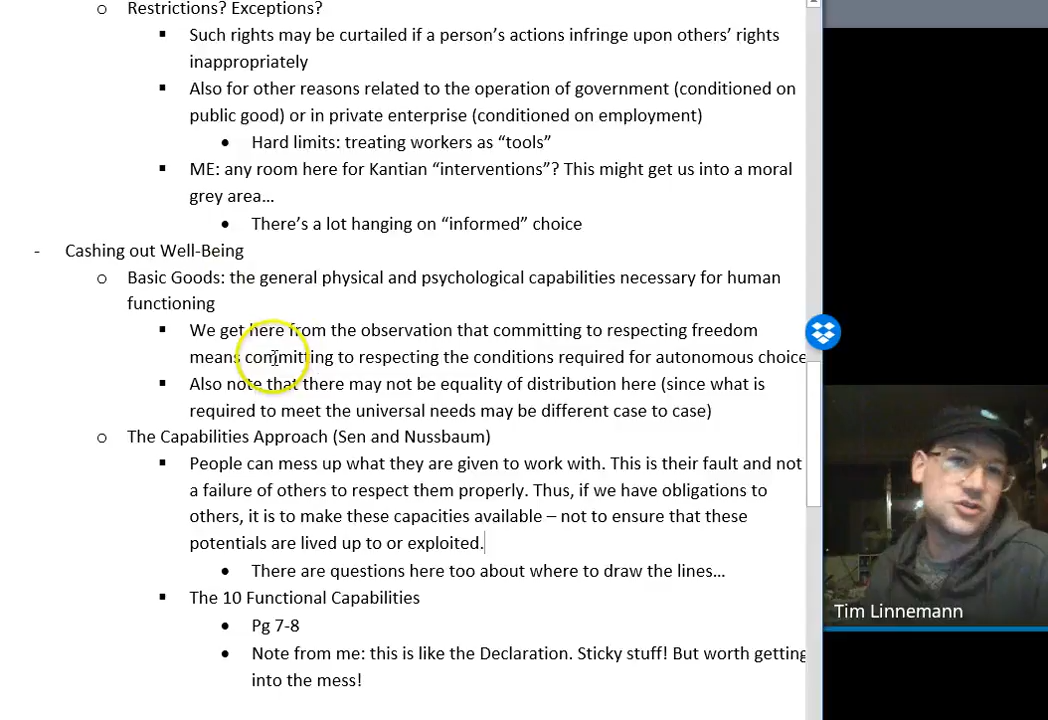 Restrictions? Exceptions?
Such rights may be curtailed if a person’s actions infringe upon others’ rights
inappropriately
Also for other reasons related to the operation of government (conditioned on
public good) or in private enterprise (conditioned on employment)
Hard limits: treating workers as “tools”
ME: any room here for Kantian “interventions”? This might get us into a moral
grey area…
There’s a lot hanging on “informed” choice
- Cashing out Well-Being
Basic Goods: the general physical and psychological capabilities necessary for human
functioning
We get here from the observation that committing to respecting freedom
means committing to respecting the conditions required for autonomous choice
Also note that there may not be equality of distribution here (since what is
required to meet the universal needs may be different case to case)
The Capabilities Approach (Sen and Nussbaum)
People can mess up what they are given to work with. This is their fault and not
a failure of others to respect them properly. Thus, if we have obligations to
others, it is to make these capacities available – not to ensure that these
potentials are lived up to or exploited.
There are questions here too about where to draw the lines…
The 10 Functional Capabilities
Pg 7-8
Note from me: this is like the Declaration. Sticky stuff! But worth getting
into the mess!
Tim Linnemann